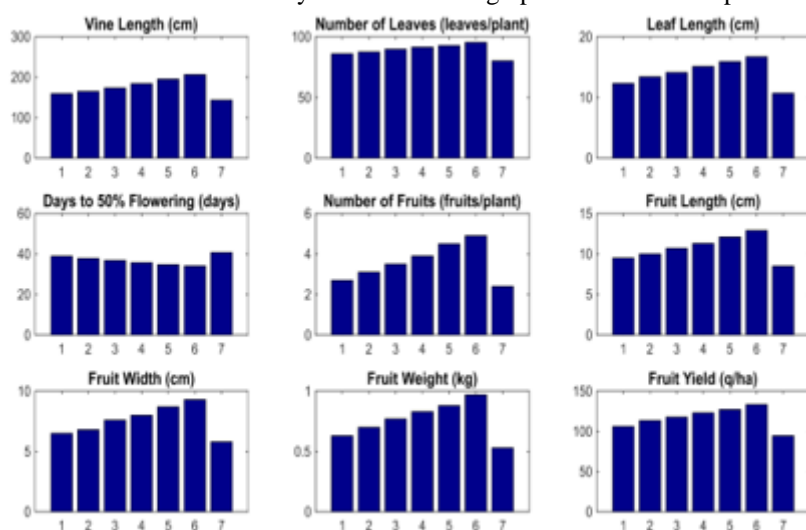 Vine Length (cm)
300
200
100
0
1 2 3 4 5 6 7
Number of Leaves (leaves/plant)
100
50
0
1 2 3 4 5 6 7
Leaf Length (cm)
20
10
0
1 2 3 4 5 6 7
Days to 50% Flowering (days)
60
40
20
0
1 2 3 4 5 6 7
Number of Fruits (fruits/plant)
6
4
2
0
1 2 3 4 5 6 7
Fruit Length (cm)
15
10
5
0
1 2 3 4 5 6 7
Fruit Width (cm)
10
5
0
1 2 3 4 5 6 7
Fruit Weight (kg)
1
0.5
0
1 2 3 4 5 6 7
Fruit Yield (q/ha)
150
100
50
0
1 2 3 4 5 6 7